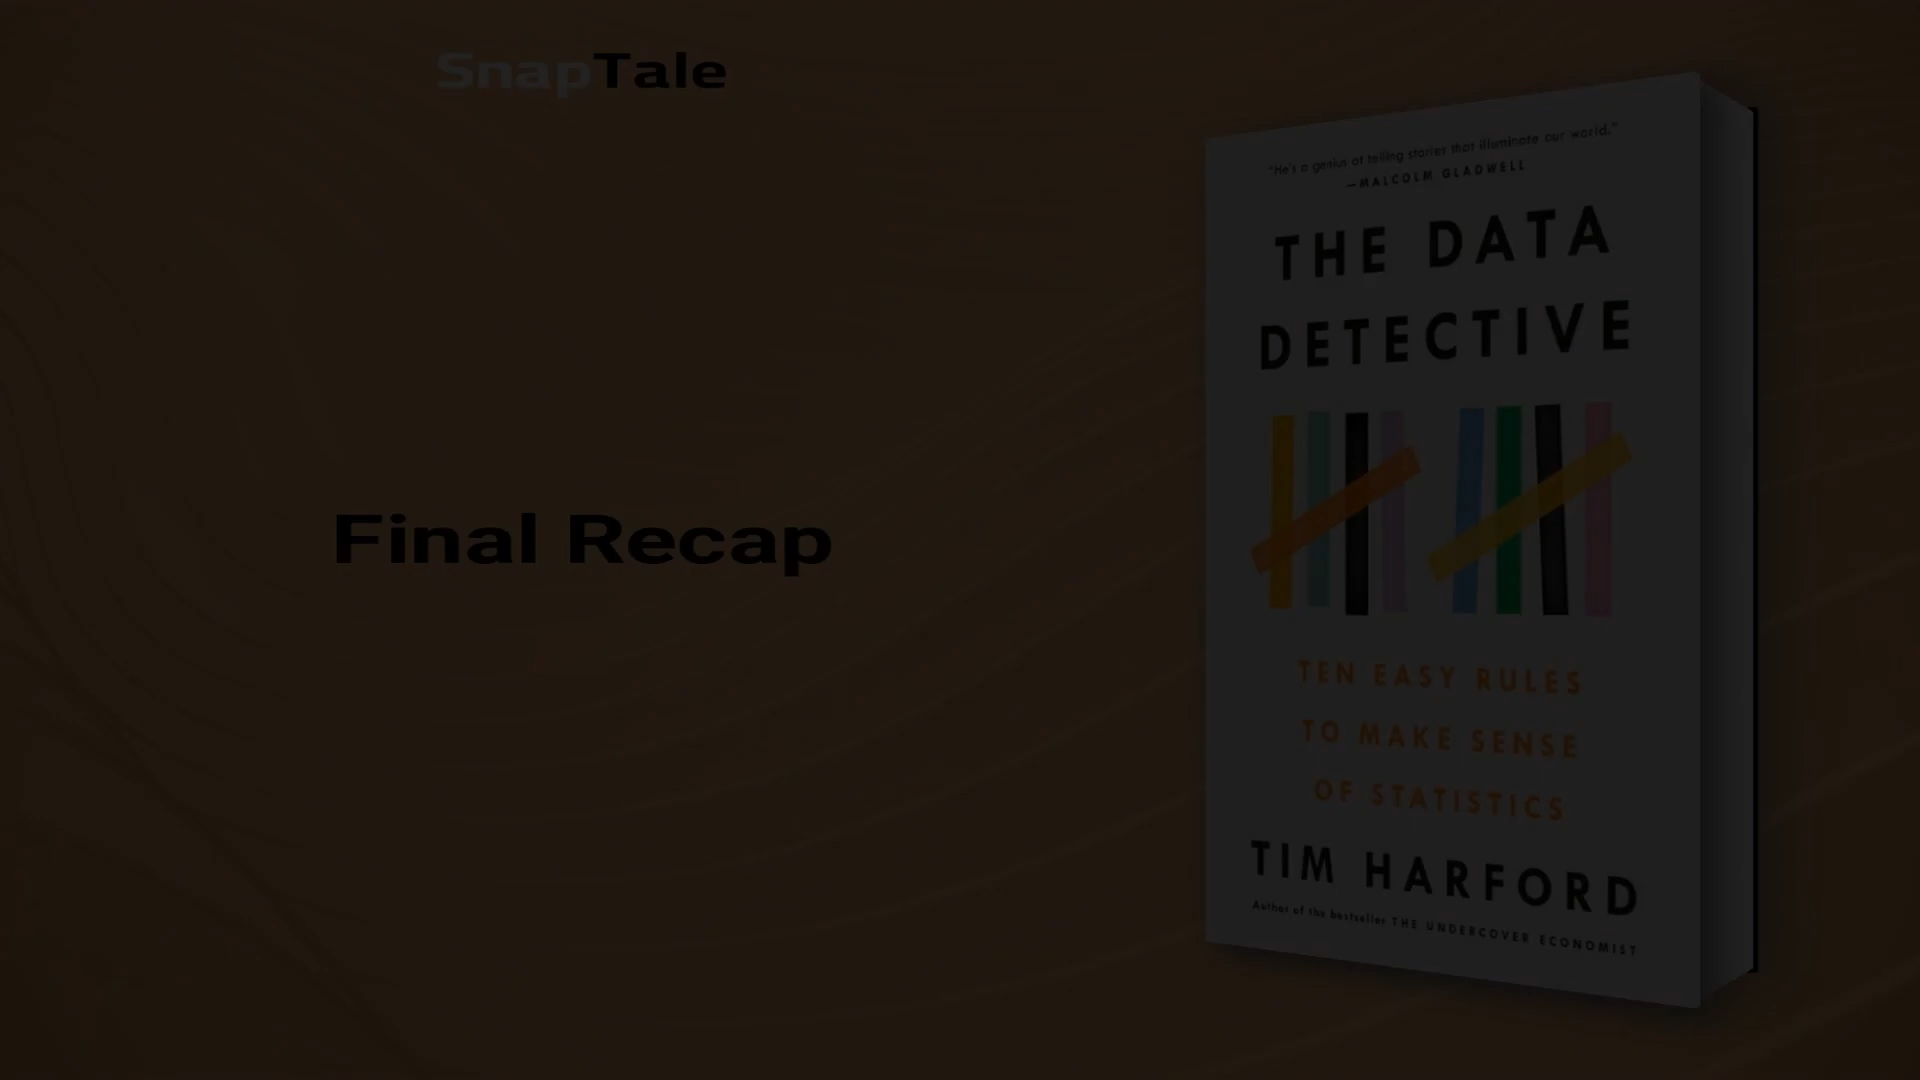 SnapTale
Final Recap
"He's a genius at telling stories that illuminate our world."
—MALCOLM GLADWELL
THE DATA
DETECTIVE
TEN EASY RULES
TO MAKE SENSE
OF STATISTICS
TIM HARFORD
Author of the bestseller THE UNDERCOVER ECONOMIST